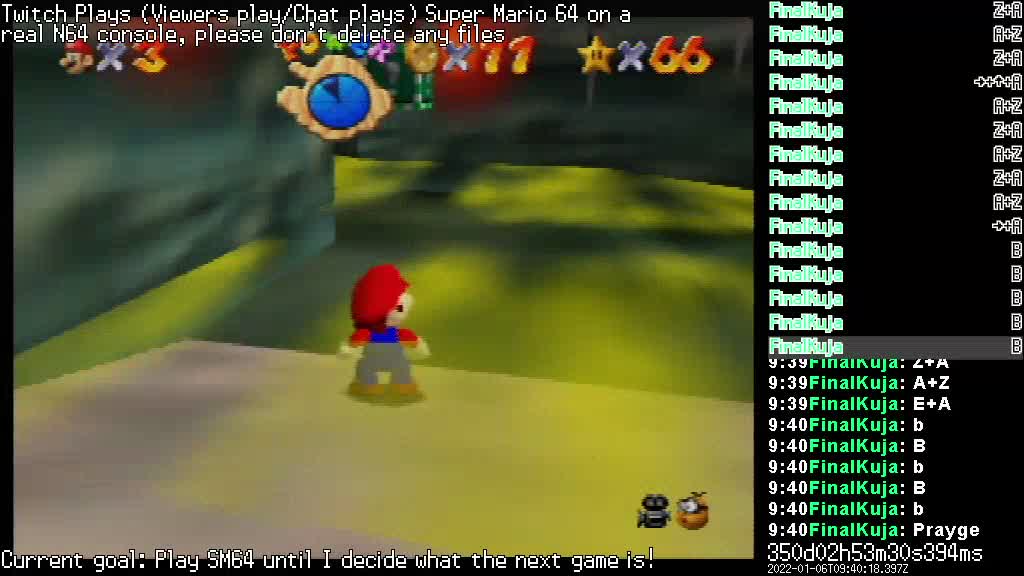 Twitch Plays (Viewers play/Chat plays) Super Mario 64 on a
real N64 console, please don't delete any files
x 3
x 11
x 66
FinalKuja Z+A
FinalKuja A+Z
FinalKuja Z+A
FinalKuja →+↑+A
FinalKuja A+Z
FinalKuja Z+A
FinalKuja A+Z
FinalKuja Z+A
FinalKuja A+Z
FinalKuja →+A
FinalKuja B
FinalKuja B
FinalKuja B
FinalKuja B
FinalKuja B
9:39FinalKuja: Z+A
9:39FinalKuja: A+Z
9:39FinalKuja: E+A
9:40FinalKuja: b
9:40FinalKuja: B
9:40FinalKuja: b
9:40FinalKuja: B
9:40FinalKuja: b
9:40FinalKuja: Prayge
Current goal: Play SM64 until I decide what the next game is!
350d02h53m30s394ms
2022-01-06T09:40:18.397Z